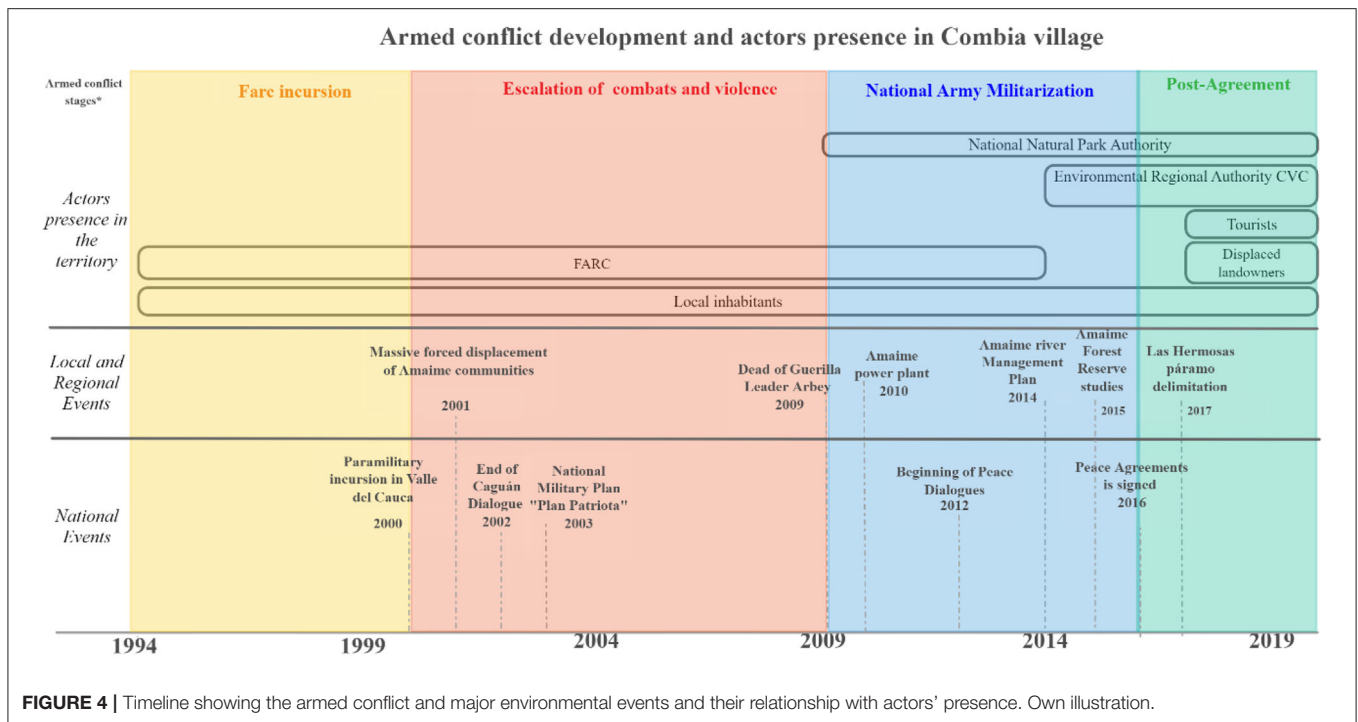 Armed conflict development and actors presence in Combia village
Armed conflict
stages*
Farc incursion
Escalation of combats and violence
National Army Militarization
Post-Agreement
Actors
presence in
the
territory
National Natural Park Authority
Environmental Regional Authority CVC
Tourists
Displaced
landowners
FARC
Local inhabitants
Local and
Regional
Events
Massive forced displacement
of Amaime communities
2001
Dead of Guerilla
Leader Arbey
2009
Amaime
power plant
2010
Amaime river
Management
Plan
2014
Amaime
Forest
Reserve
studies
2015
Las Hermosas
páramo
delimitation
2017
National
Events
Paramilitary
incursion in Valle
del Cauca
2000
End of
Caguán
Dialogue
2002
National
Military Plan
"Plan Patriota"
2003
Beginning of Peace
Dialogues
2012
Peace Agreements
is signed
2016
1994
1999
2004
2009
2014
2019
FIGURE 4 | Timeline showing the armed conflict and major environmental events and their relationship with actors' presence. Own illustration.